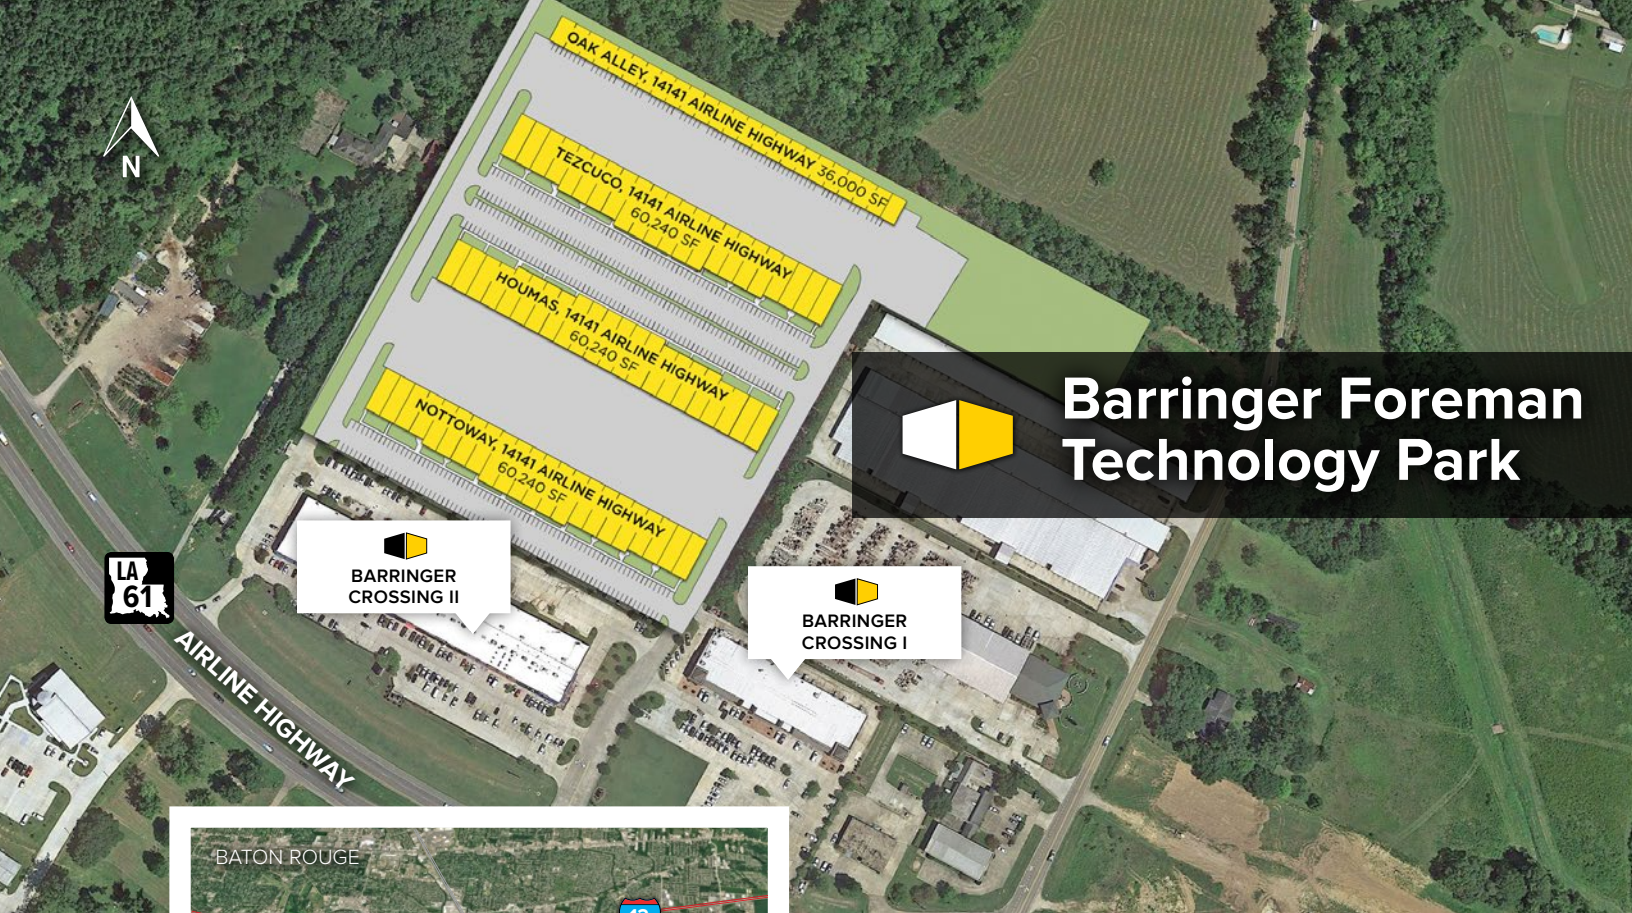 OAK ALLEY, 14141 AIRLINE HIGHWAY 36,000 SF
TEZCUCO, 14141 AIRLINE HIGHWAY
60,240 SF
HOUMAS, 14141 AIRLINE HIGHWAY
60,240 SF
NOTTOWAY, 14141 AIRLINE HIGHWAY
60,240 SF
N
Barringer Foreman
Technology Park
BARRINGER
CROSSING II
BARRINGER
CROSSING I
LA
61
AIRLINE HIGHWAY
BATON ROUGE
12